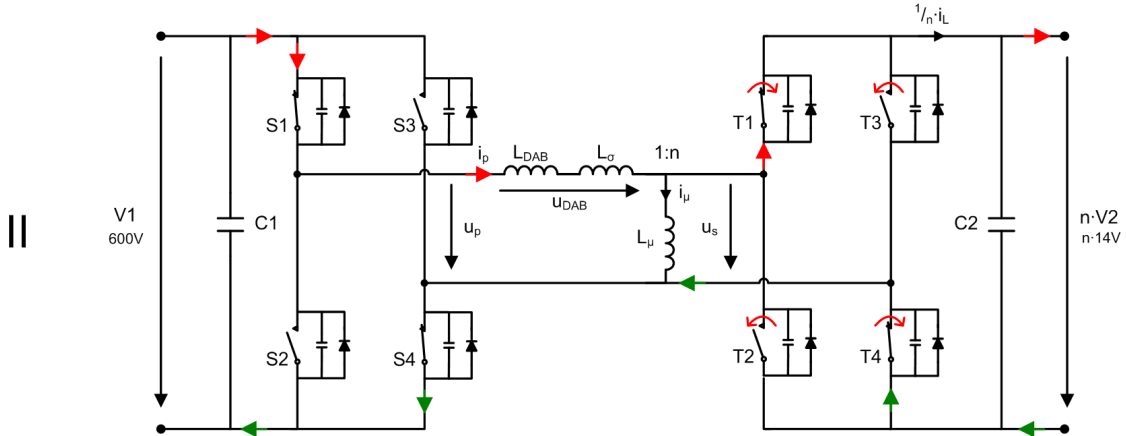 ¹/ₙ·i_L
S1
S3
T1
T3
i_p
L_DAB
L_σ
1:n
u_DAB
i_μ
V1
600V
C1
u_p
L_μ
u_s
C2
n·V2
n·14V
=
S2
S4
T2
T4